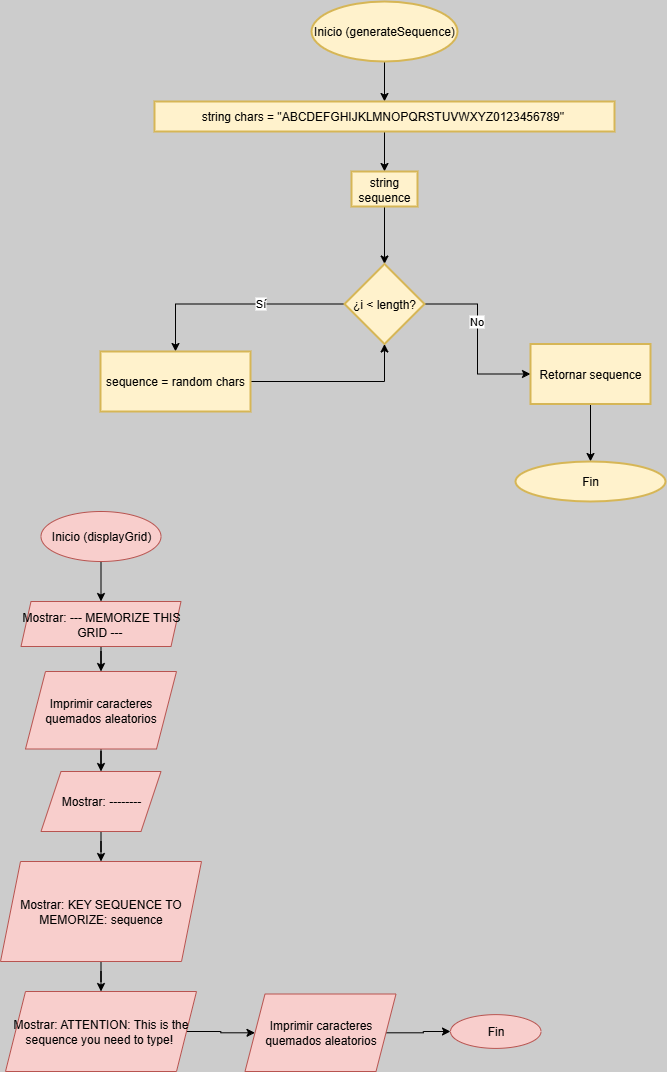 Inicio (generateSequence)
string chars = "ABCDEFGHIJKLMNOPQRSTUVWXYZ0123456789"
string
sequence
¿i < length?
Sí
No
sequence = random chars
Retornar sequence
Fin
Inicio (displayGrid)
Mostrar: --- MEMORIZE THIS
GRID ---
Imprimir caracteres
quemados aleatorios
Mostrar: --------
Mostrar: KEY SEQUENCE TO
MEMORIZE: sequence
Mostrar: ATTENTION: This is the
sequence you need to type!
Imprimir caracteres
quemados aleatorios
Fin